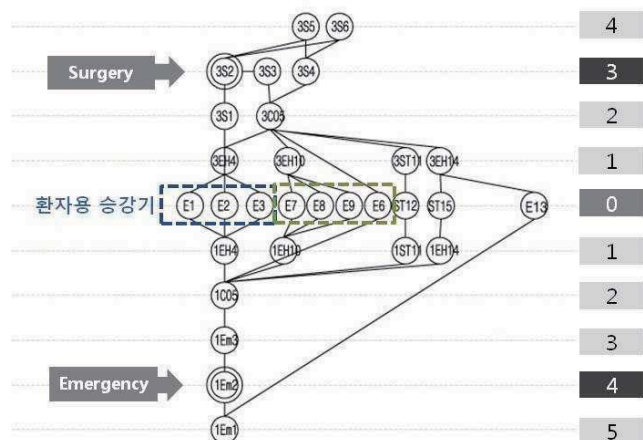 3S5 3S6 4
Surgery 3S2 3S3 3S4 3
3S1 3C05 2
3EH4 3EH10 3ST11 3EH14 1
환자용 승강기 E1 E2 E3 E7 E8 E9 E6 ST12 ST15 E13 0
1EH4 1EH10 1ST11 1EH14 1
1C05 2
1Em3 3
Emergency 1Em2 4
1Em1 5